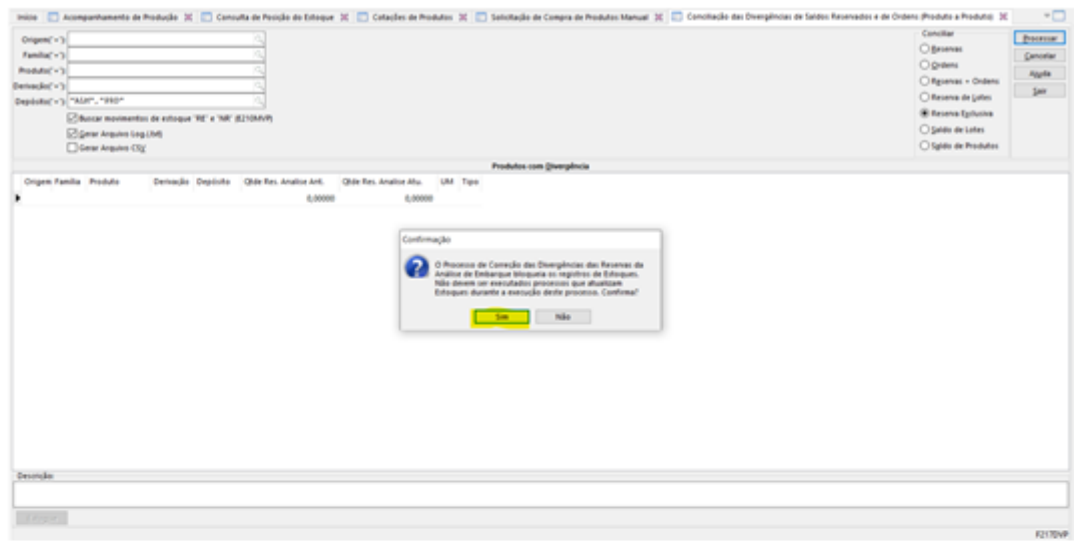 Início Acompanhamento de Produção Consulta de Posição do Estoque Cotações de Produtos Solicitação de Compra de Produtos Manual Conciliação das Divergências de Saldos Reservados e de Ordens (Produto a Produto)
Origem('='):
Família('='):
Produto('='):
Derivação('='):
Depósito('='):
Buscar movimentos de estoque 'RE' e 'NR' (E210MVP)
Gerar Arquivo Log (.txt)
Gerar Arquivo CSV
Conciliar
Reservas
Ordens
Reservas + Ordens
Reserva de Lotes
Reserva Exclusiva
Saldo de Lotes
Saldo de Produtos
Processar
Cancelar
Ajuda
Sair
Produtos com Divergência
Origem Família Produto Derivação Depósito Qtde Res. Analise Ant. Qtde Res. Analise Atu. UM Tipo
0,00000 0,00000
Confirmação
O Processo de Correção das Divergências das Reservas da
Análise de Embarque bloqueia os registros de Estoques.
Não devem ser executados processos que atualizam
Estoques durante a execução deste processo. Confirma?
Sim Não
Descrição:
F217DVP